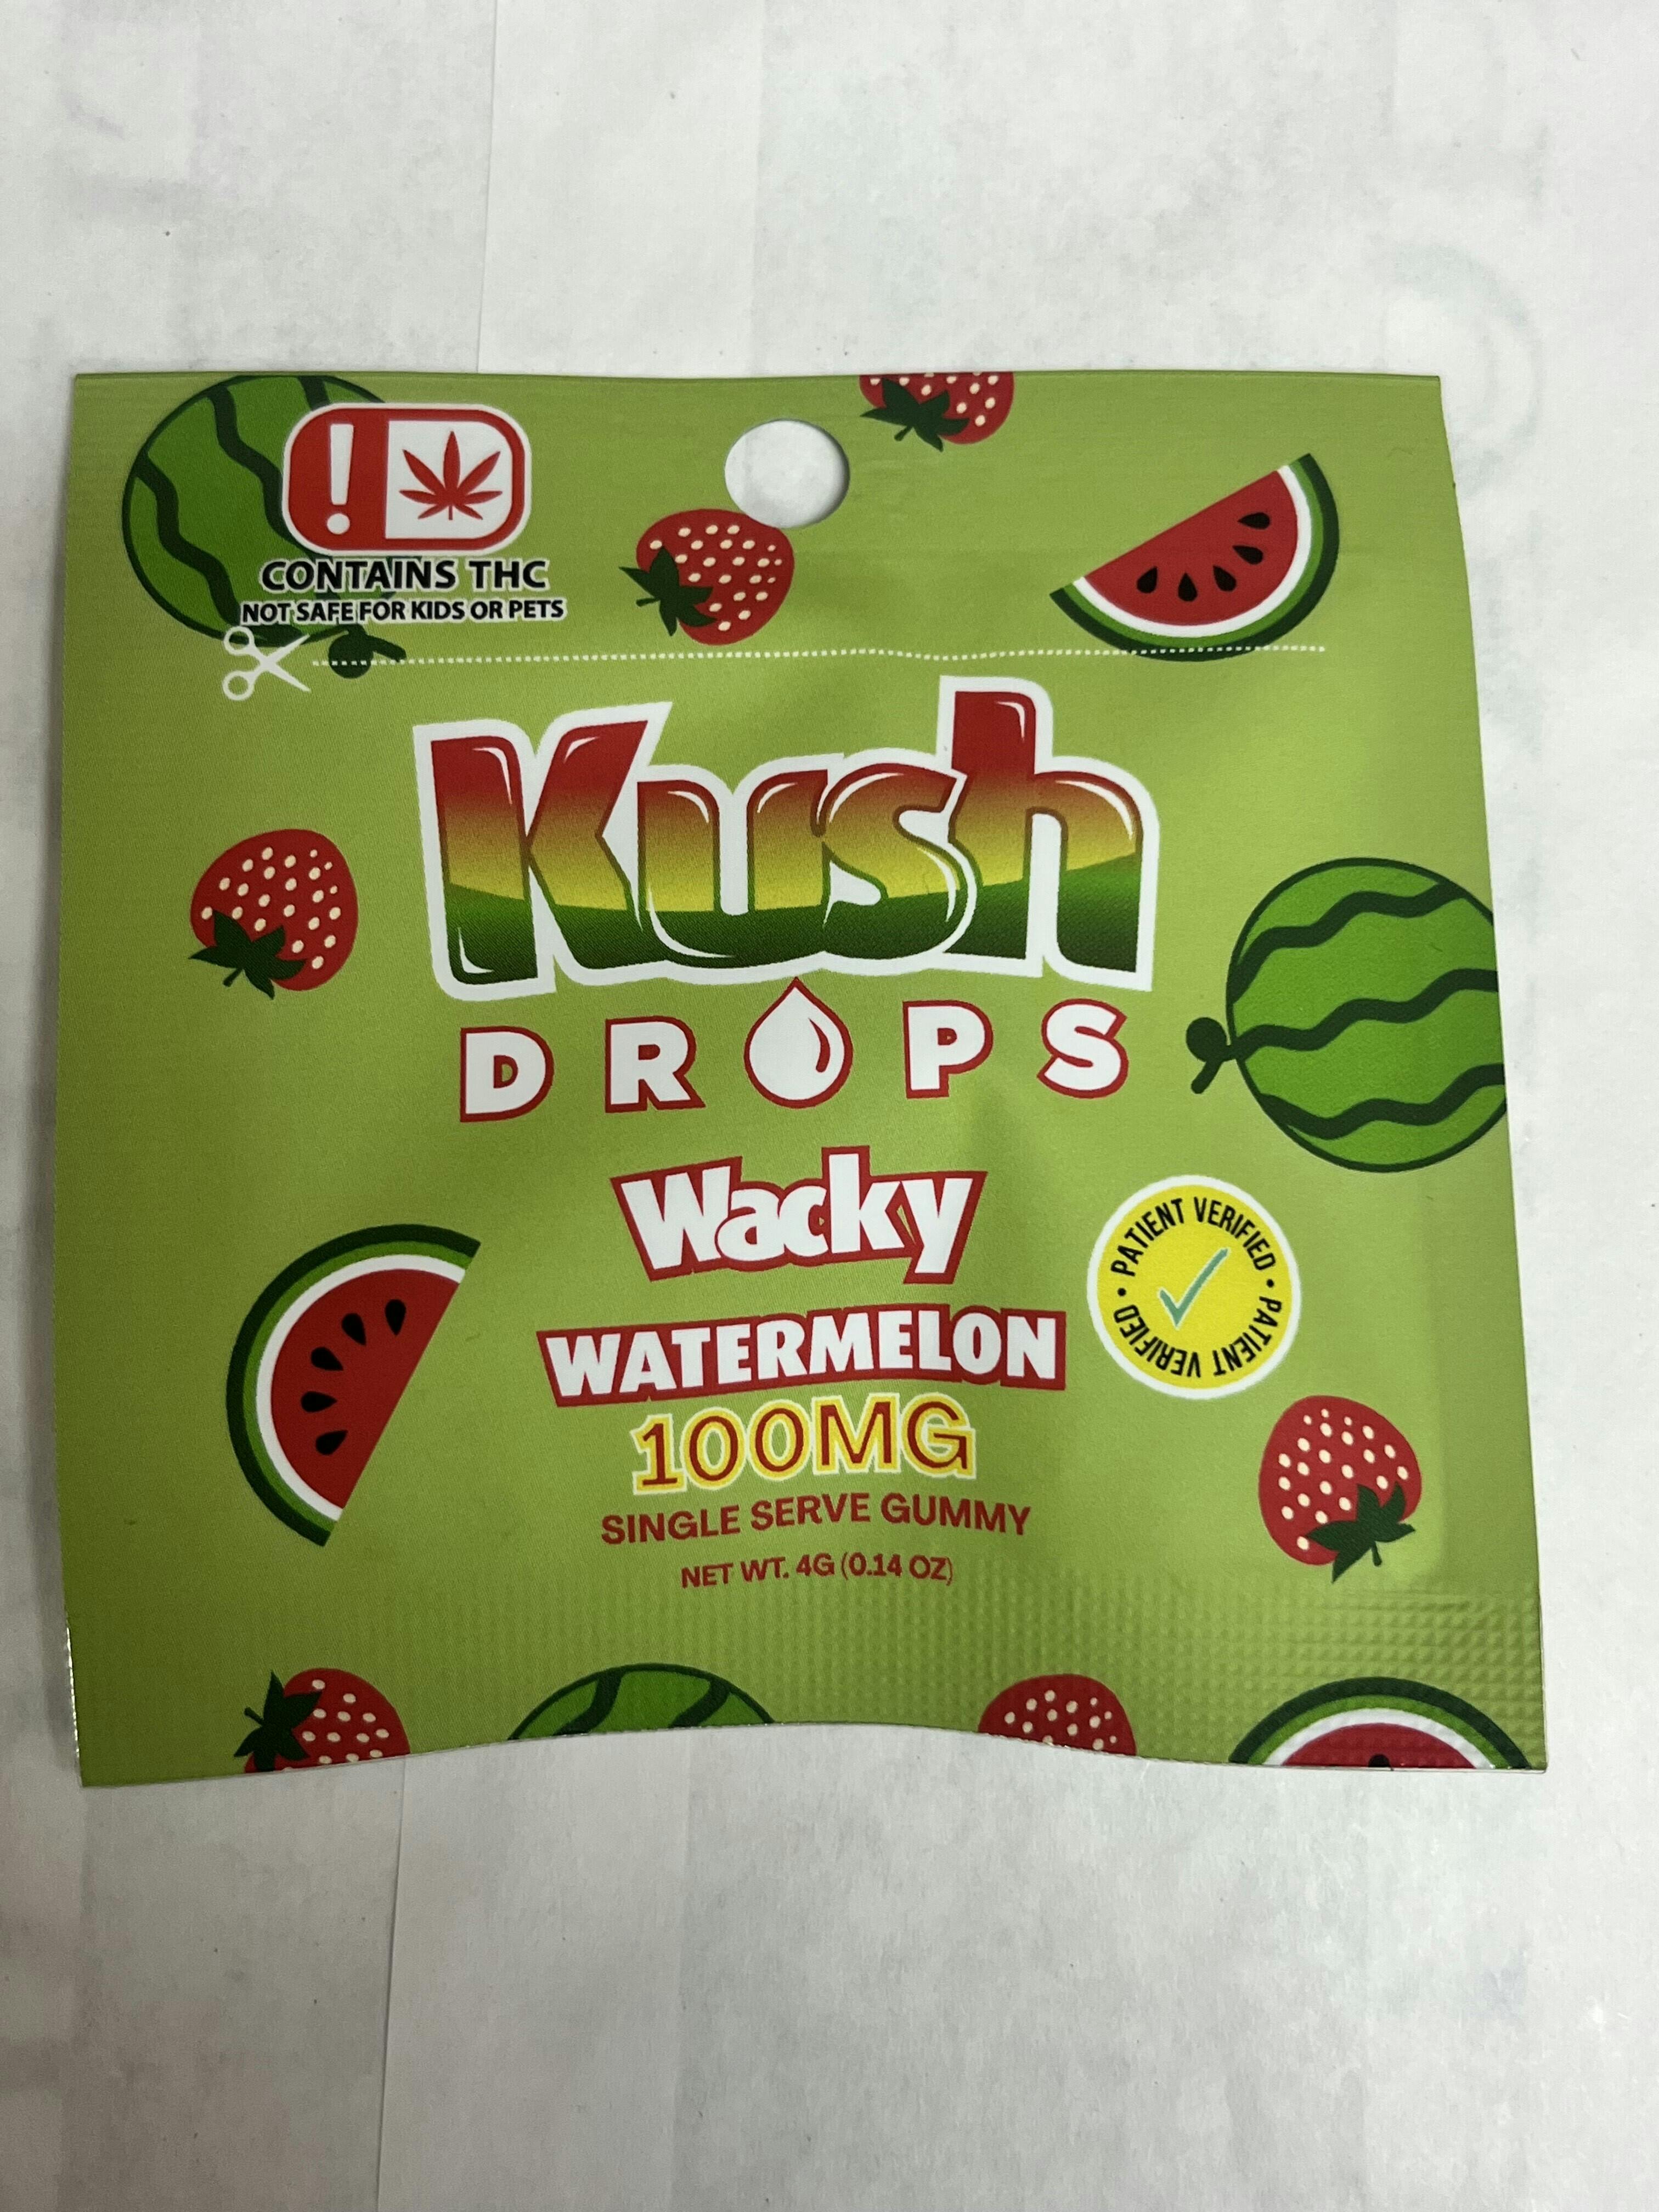 CONTAINS THC
NOT SAFE FOR KIDS OR PETS
Kush
DROPS
Wacky
WATERMELON
PATIENT VERIFIED • PATIENT VERIFIED •
100MG
SINGLE SERVE GUMMY
NET WT. 4G (0.14 OZ)